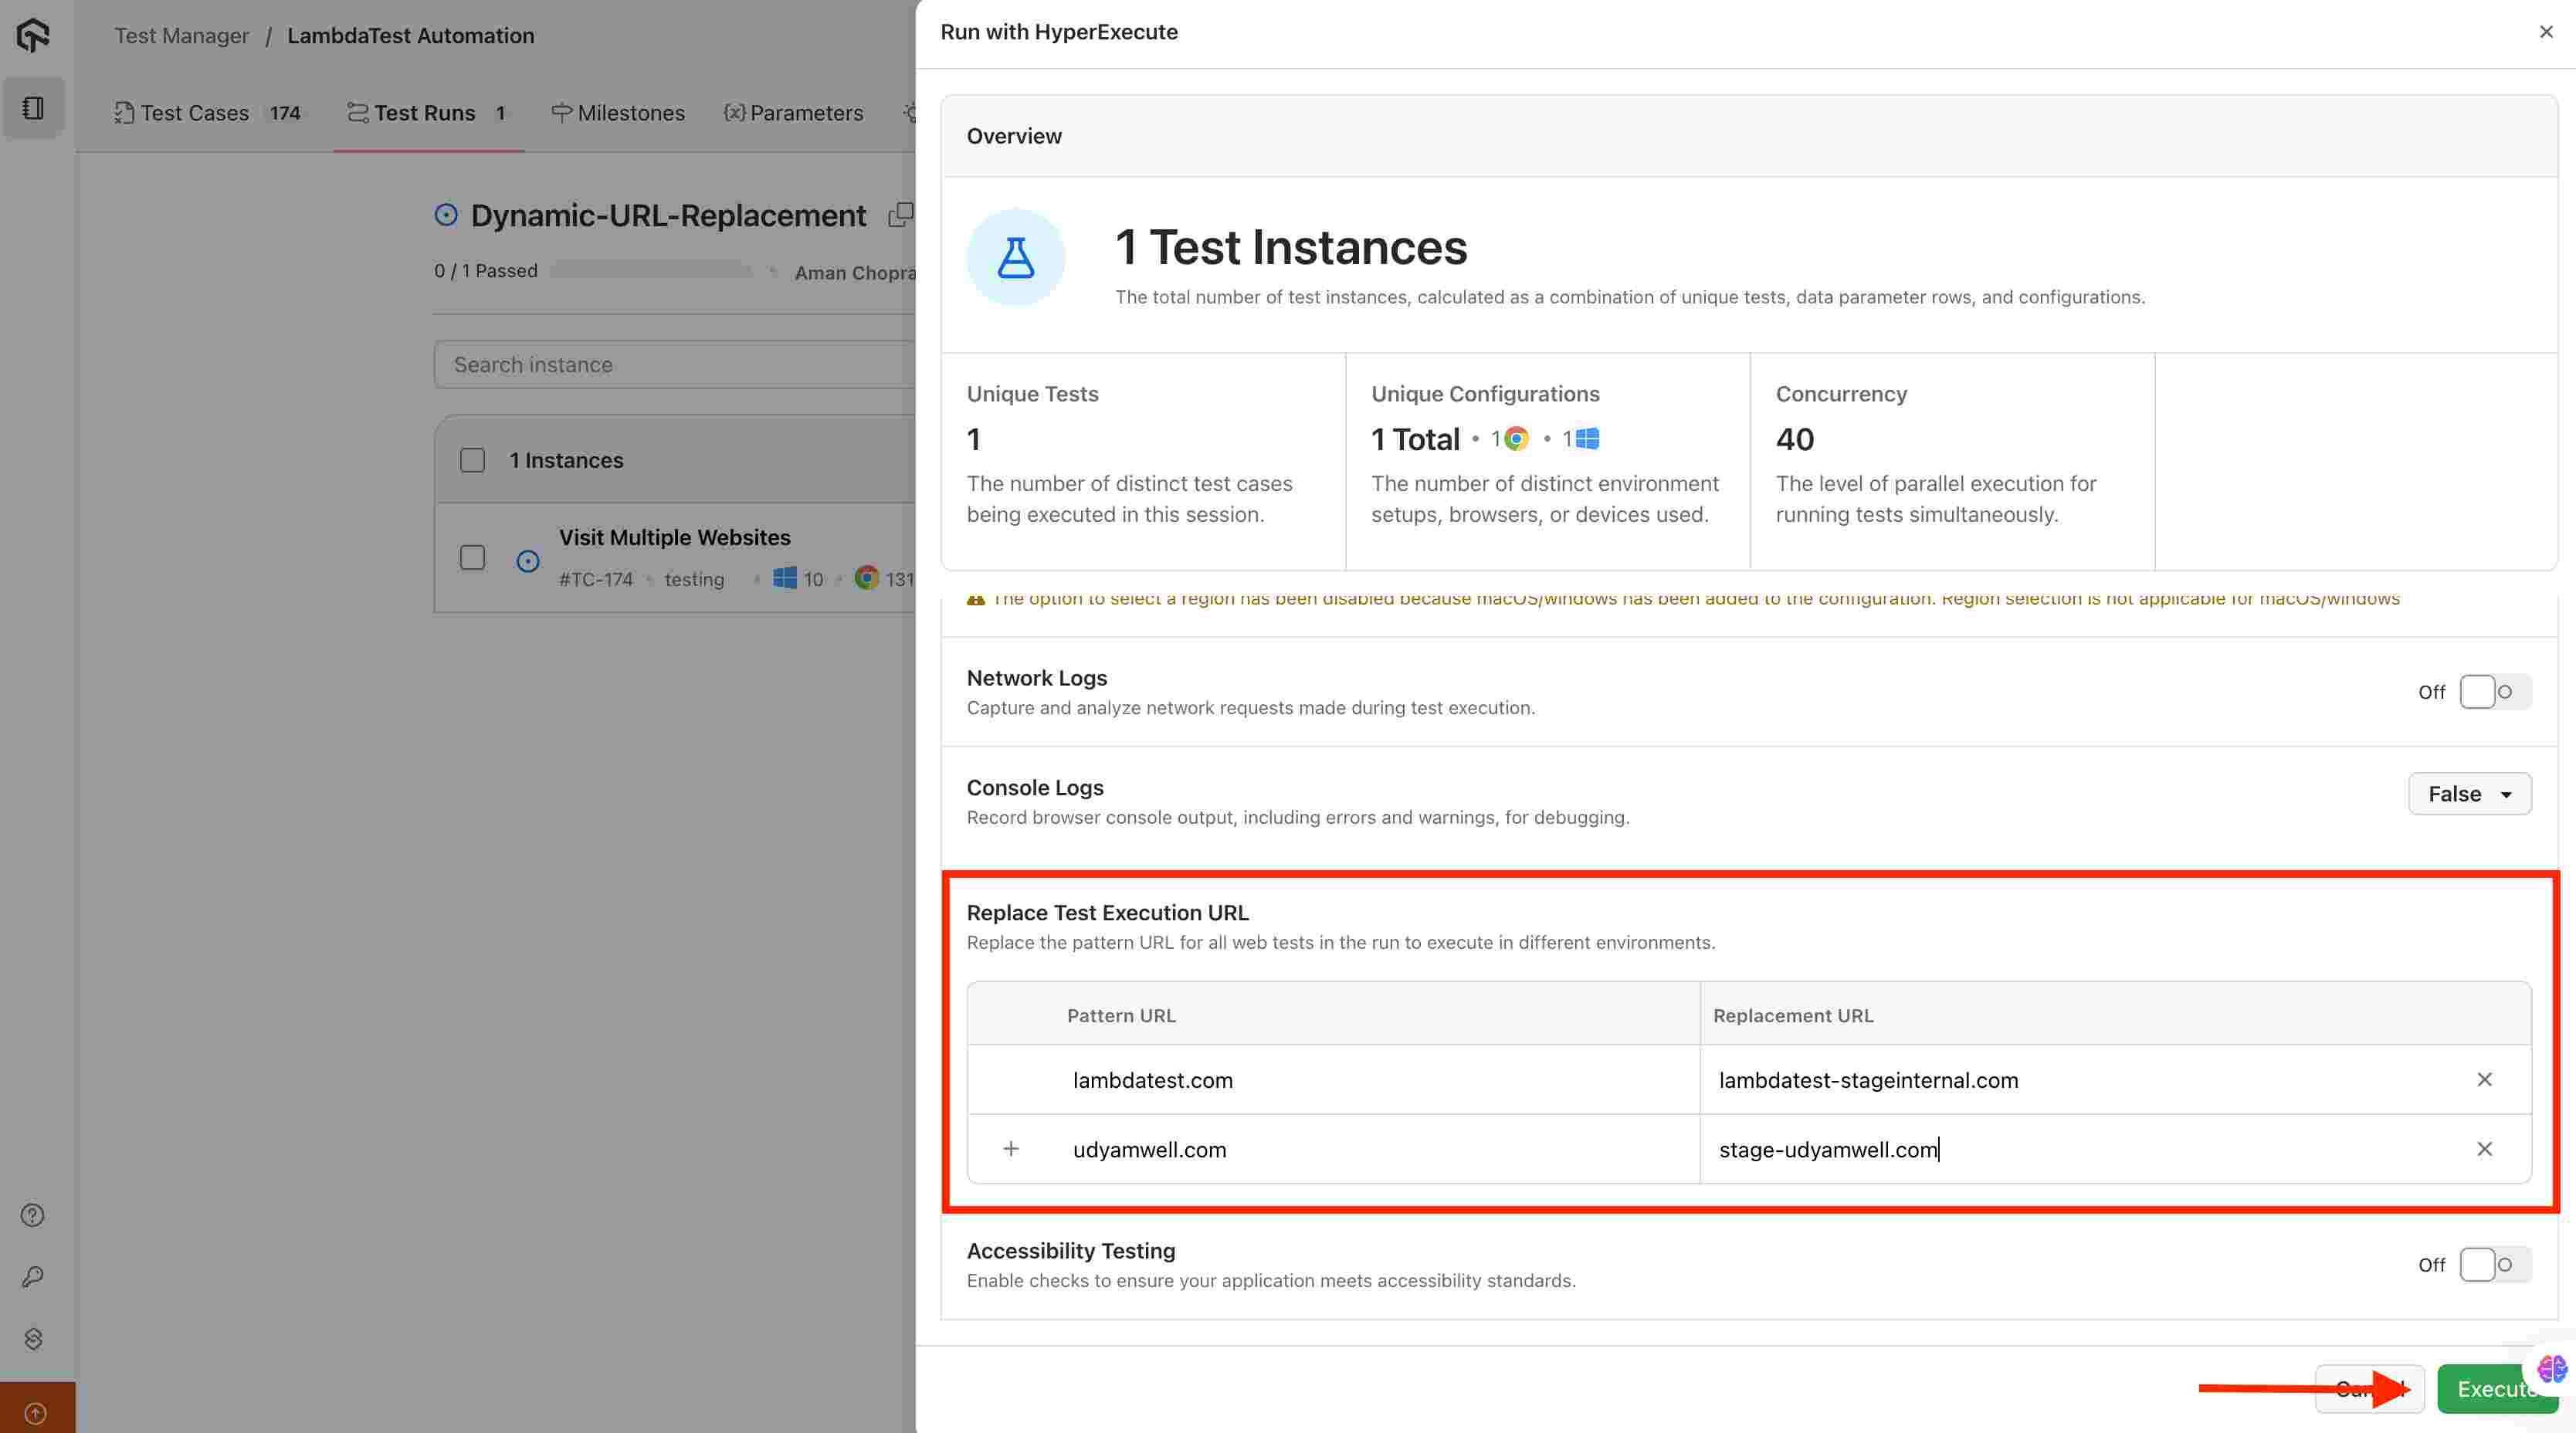 Test Manager / LambdaTest Automation
Test Cases 174 Test Runs 1 Milestones {x} Parameters
Dynamic-URL-Replacement
0 / 1 Passed Aman Chopra
Search instance
1 Instances
Visit Multiple Websites
#TC-174 testing 10 131
Run with HyperExecute
Overview
1 Test Instances
The total number of test instances, calculated as a combination of unique tests, data parameter rows, and configurations.
Unique Tests
1
The number of distinct test cases
being executed in this session.
Unique Configurations
1 Total • 1 • 1
The number of distinct environment
setups, browsers, or devices used.
Concurrency
40
The level of parallel execution for
running tests simultaneously.
The option to select a region has been disabled because macOS/windows has been added to the configuration. Region selection is not applicable for macOS/windows
Network Logs
Capture and analyze network requests made during test execution.
Off
Console Logs
Record browser console output, including errors and warnings, for debugging.
False
Replace Test Execution URL
Replace the pattern URL for all web tests in the run to execute in different environments.
Pattern URL Replacement URL
lambdatest.com lambdatest-stageinternal.com
+ udyamwell.com stage-udyamwell.com
Accessibility Testing
Enable checks to ensure your application meets accessibility standards.
Off
Execute